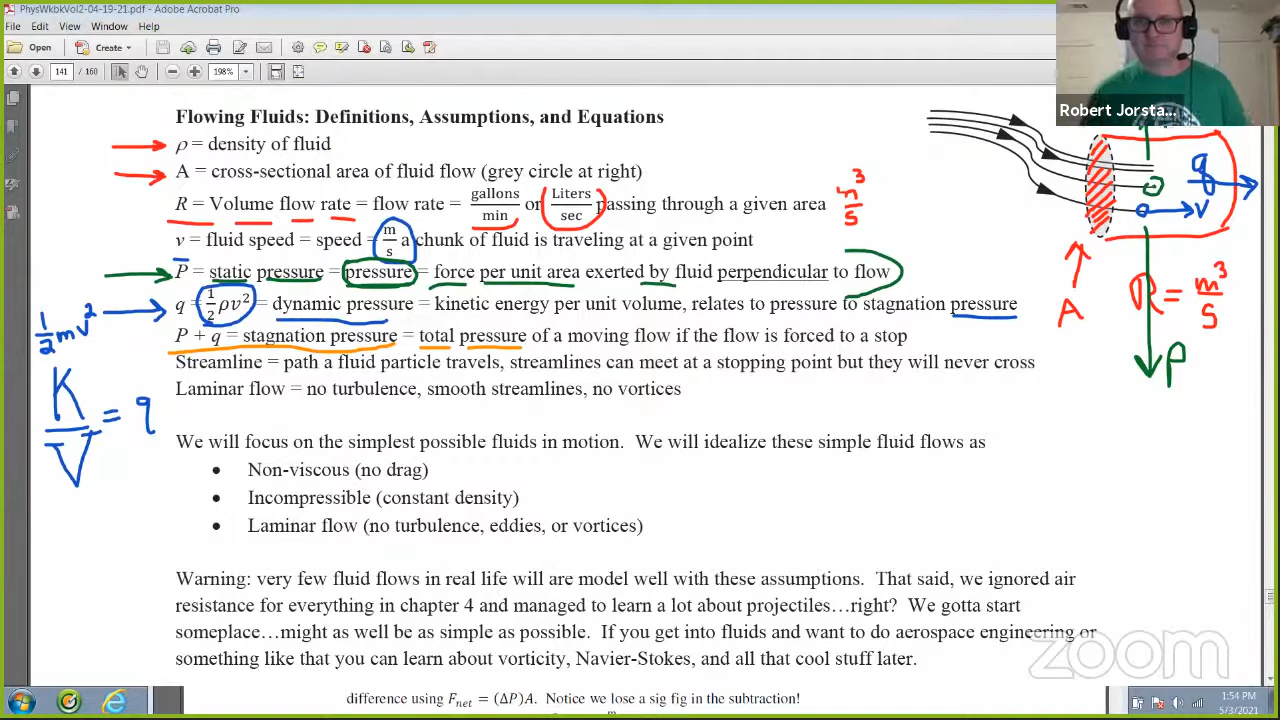 PhysWkbkVol2-04-19-21.pdf - Adobe Acrobat Pro
File Edit View Window Help
Open Create
141 / 160 198%
Robert Jorsta...
Flowing Fluids: Definitions, Assumptions, and Equations
ρ = density of fluid
A = cross-sectional area of fluid flow (grey circle at right)
R = Volume flow rate = flow rate = gallons/min or Liters/sec passing through a given area m³/s
v = fluid speed = speed = m/s a chunk of fluid is traveling at a given point
P = static pressure = pressure = force per unit area exerted by fluid perpendicular to flow
q = ½ρv² = dynamic pressure = kinetic energy per unit volume, relates to pressure to stagnation pressure
P + q = stagnation pressure = total pressure of a moving flow if the flow is forced to a stop
Streamline = path a fluid particle travels, streamlines can meet at a stopping point but they will never cross
Laminar flow = no turbulence, smooth streamlines, no vortices
½mv²
K/V = q
q
v
A
R = m³/s
P
We will focus on the simplest possible fluids in motion. We will idealize these simple fluid flows as
• Non-viscous (no drag)
• Incompressible (constant density)
• Laminar flow (no turbulence, eddies, or vortices)
Warning: very few fluid flows in real life will are model well with these assumptions. That said, we ignored air
resistance for everything in chapter 4 and managed to learn a lot about projectiles…right? We gotta start
someplace…might as well be as simple as possible. If you get into fluids and want to do aerospace engineering or
something like that you can learn about vorticity, Navier-Stokes, and all that cool stuff later.
difference using Fnet = (ΔP)A. Notice we lose a sig fig in the subtraction!
zoom
1:54 PM
5/3/2021